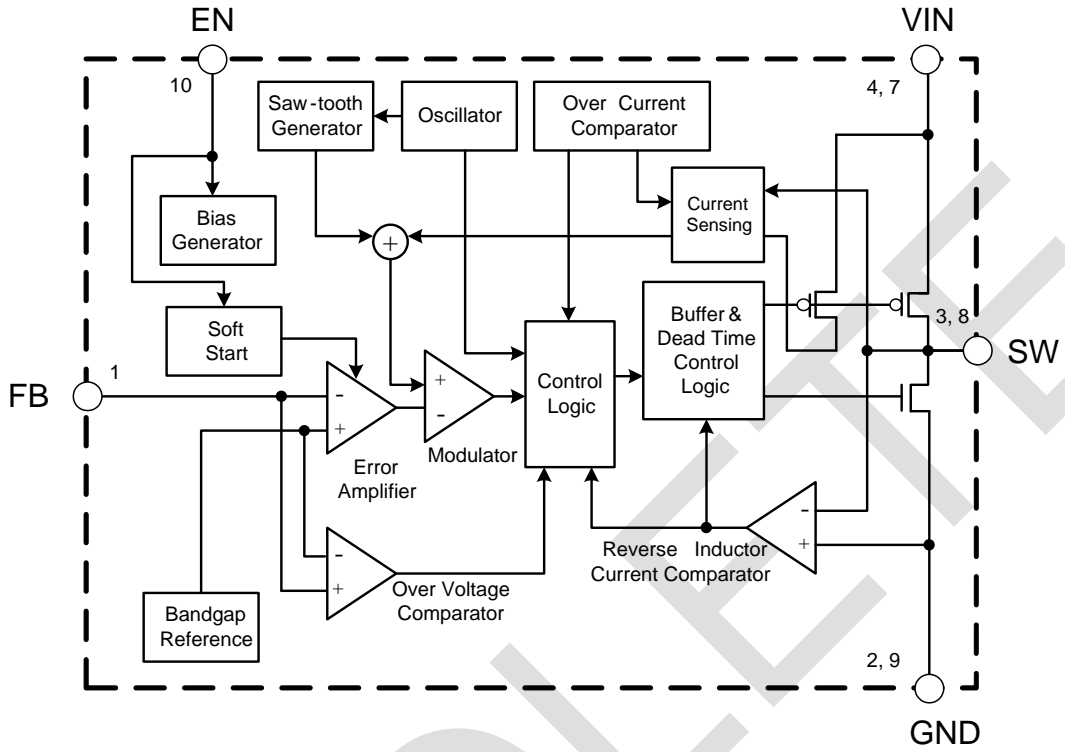 EN
VIN
10
4, 7
Saw-tooth
Generator
Oscillator
Over Current
Comparator
Bias
Generator
Current
Sensing
+
Soft
Start
Buffer &
Dead Time
Control
Logic
3, 8
SW
FB
1
-
+
Error
Amplifier
+
-
Modulator
Control
Logic
-
+
Reverse Inductor
Current Comparator
-
+
Over Voltage
Comparator
Bandgap
Reference
2, 9
GND